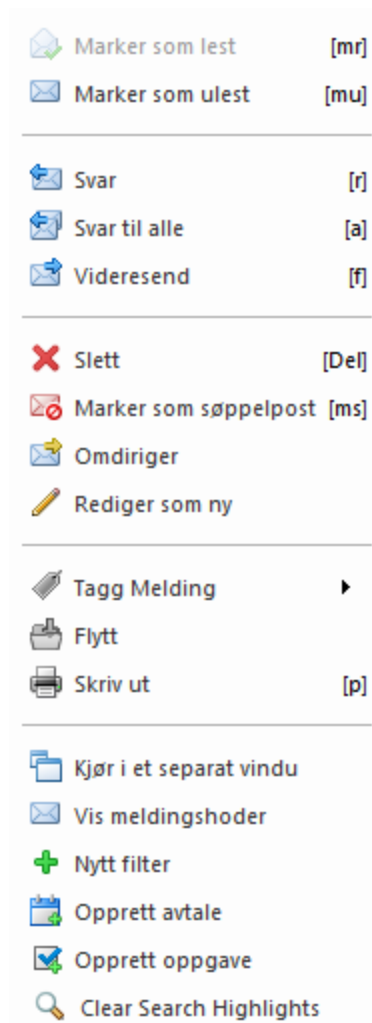 Marker som lest [mr]
Marker som ulest [mu]
Svar [r]
Svar til alle [a]
Videresend [f]
Slett [Del]
Marker som søppelpost [ms]
Omdiriger
Rediger som ny
Tagg Melding
Flytt
Skriv ut [p]
Kjør i et separat vindu
Vis meldingshoder
Nytt filter
Opprett avtale
Opprett oppgave
Clear Search Highlights